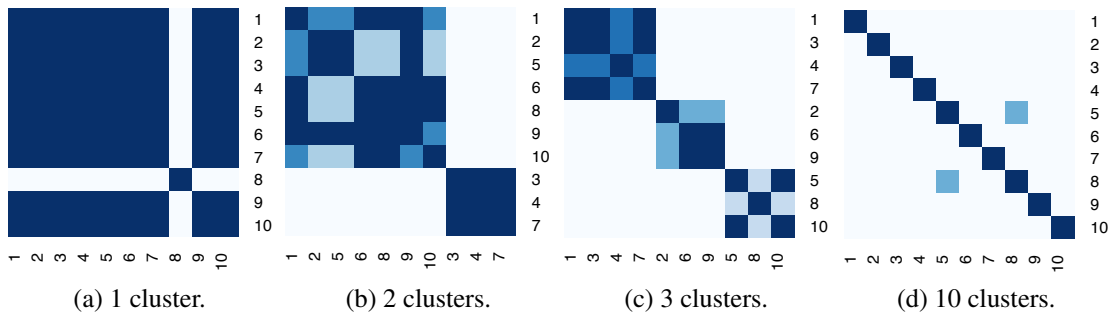 1 1 1 1
2 2 3 2
3 5 4 3
4 6 7 4
5 8 2 5
6 9 6 6
7 10 9 7
8 3 5 8
9 4 8 9
10 7 10 10
1 2 3 4 5 6 7 8 9 10
1 2 5 6 8 9 10 3 4 7
1 3 4 7 2 6 9 5 8 10
1 2 3 4 5 6 7 8 9 10
(a) 1 cluster.
(b) 2 clusters.
(c) 3 clusters.
(d) 10 clusters.